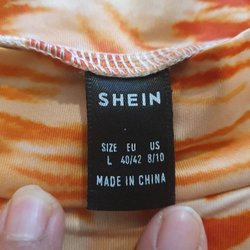 SHEIN
SIZE EU US
L 40/42 8/10
MADE IN CHINA